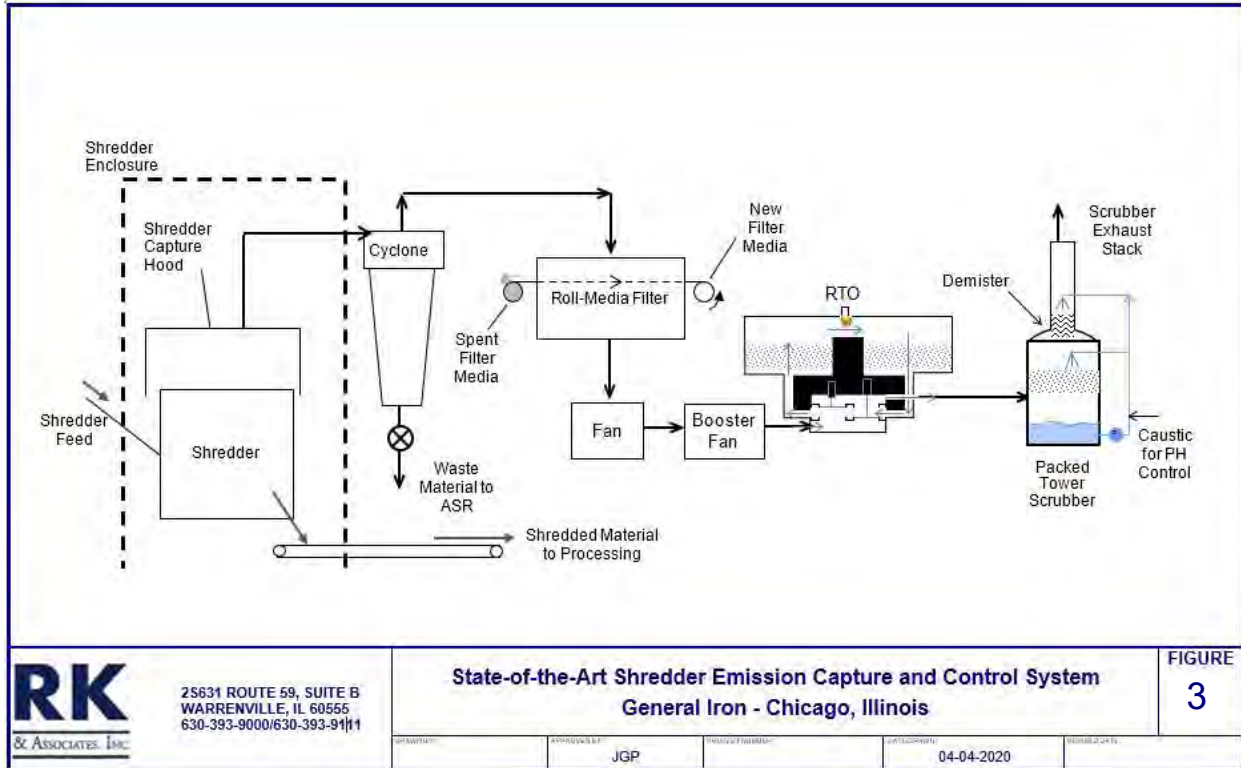 Shredder
Enclosure
Shredder
Capture
Hood
Cyclone
New
Filter
Media
Scrubber
Exhaust
Stack
Roll-Media Filter
RTO
Demister
Spent
Filter
Media
Shredder
Feed
Shredder
Fan
Booster
Fan
Waste
Material to
ASR
Caustic
for PH
Control
Packed
Tower
Scrubber
Shredded Material
to Processing
RK
& ASSOCIATES, INC
2S631 ROUTE 59, SUITE B
WARRENVILLE, IL 60555
630-393-9000/630-393-9111
State-of-the-Art Shredder Emission Capture and Control System
General Iron - Chicago, Illinois
FIGURE
3
APPROVED BY:
JGP
04-04-2020